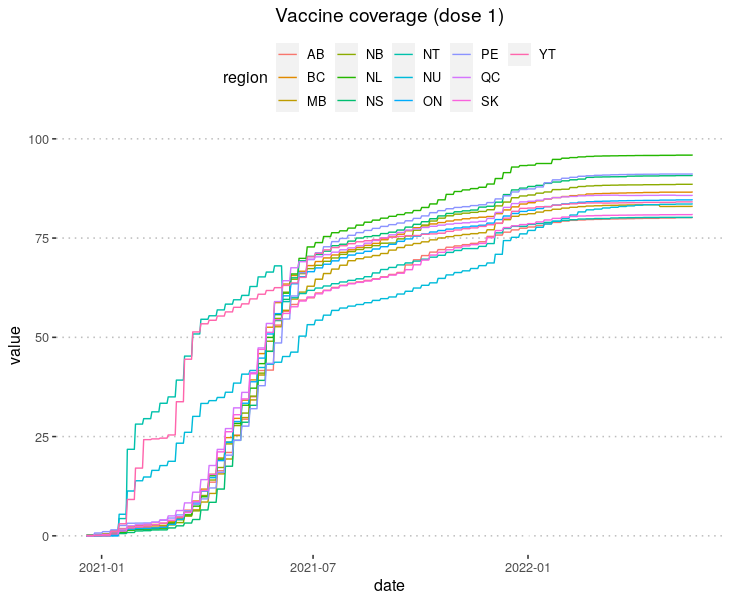 Vaccine coverage (dose 1)
region
AB NB NT PE YT
BC NL NU QC
MB NS ON SK
100
75
50
25
0
value
2021-01 2021-07 2022-01
date